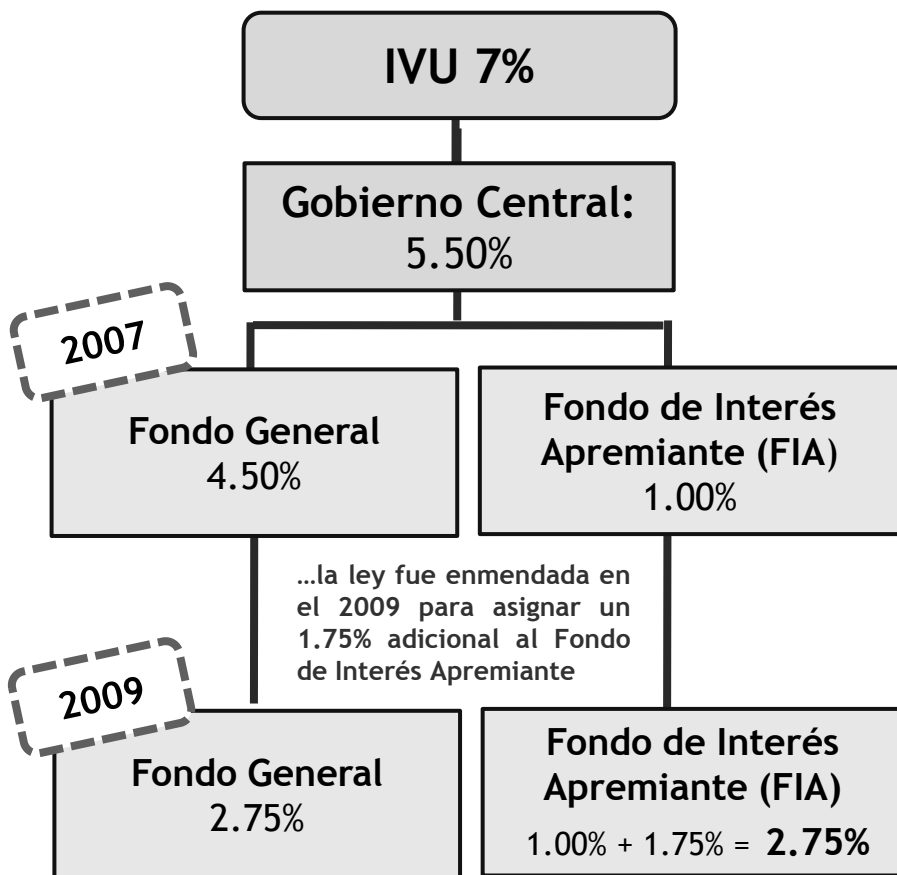 IVU 7%
Gobierno Central:
5.50%
2007
Fondo General
4.50%
Fondo de Interés
Apremiante (FIA)
1.00%
...la ley fue enmendada en
el 2009 para asignar un
1.75% adicional al Fondo
de Interés Apremiante
2009
Fondo General
2.75%
Fondo de Interés
Apremiante (FIA)
1.00% + 1.75% = 2.75%